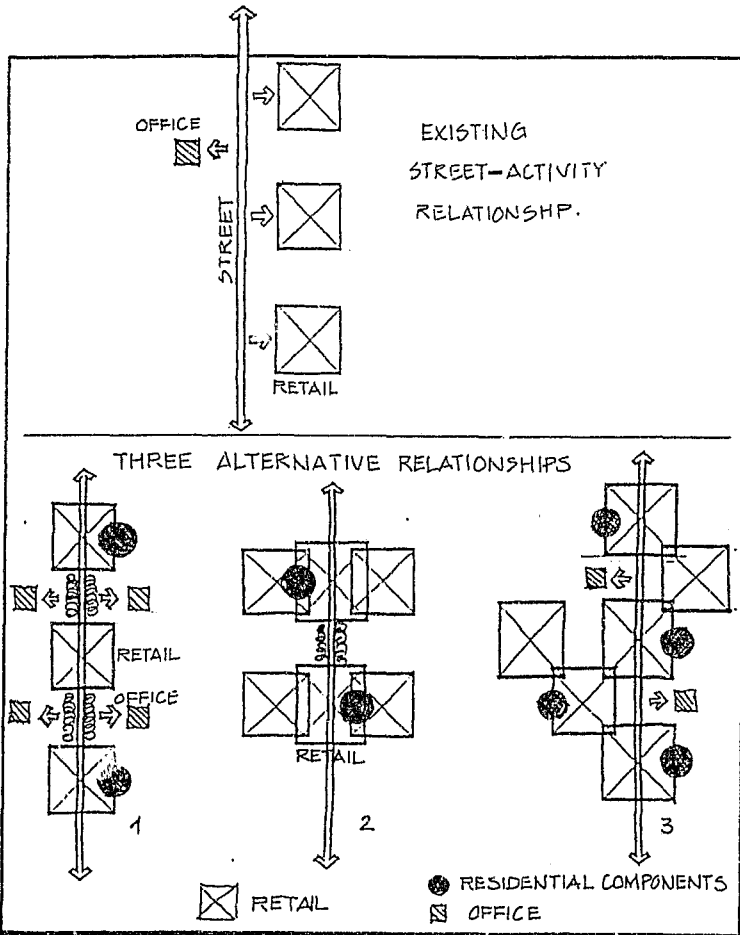 OFFICE
STREET
EXISTING
STREET-ACTIVITY
RELATIONSHP.
RETAIL
THREE ALTERNATIVE RELATIONSHIPS
RETAIL
OFFICE
1
RETAIL
2
3
RETAIL
RESIDENTIAL COMPONENTS
OFFICE